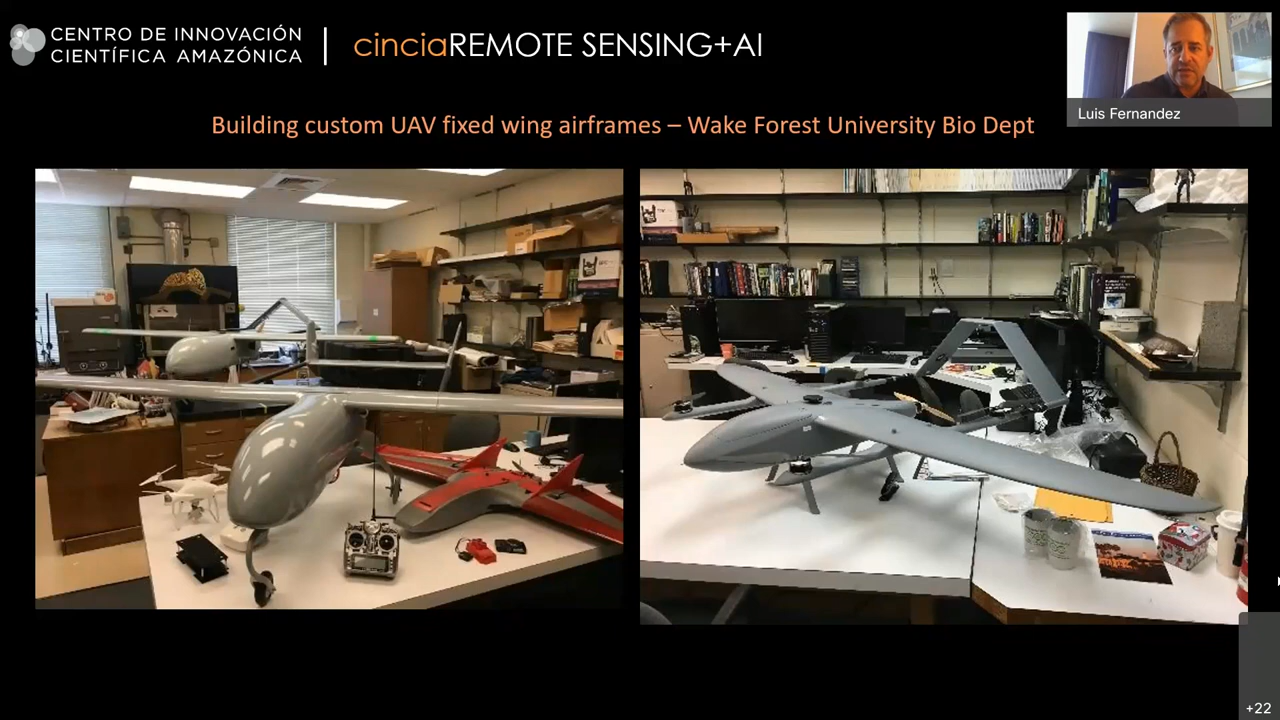 CENTRO DE INNOVACIÓN
CIENTÍFICA AMAZÓNICA
cinciaREMOTE SENSING+AI
Luis Fernandez
Building custom UAV fixed wing airframes – Wake Forest University Bio Dept
+22